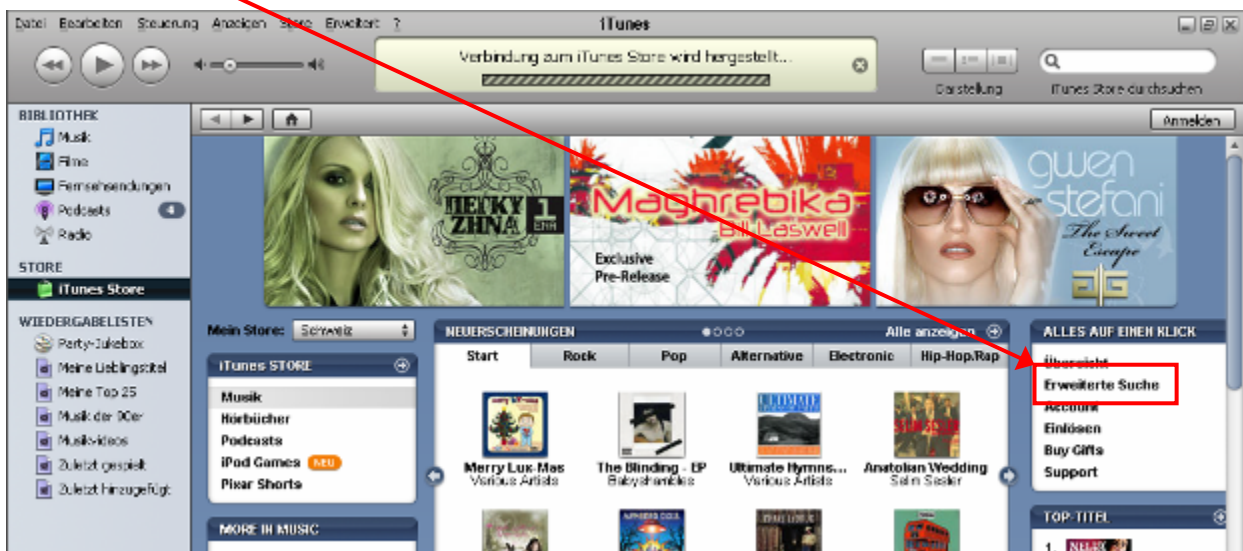 Datei Bearbeiten Steuerung Anzeigen Store Erweitert ?
iTunes
Verbindung zum iTunes Store wird hergestellt...
Darstellung
iTunes Store durchsuchen
BIBLIOTHEK
Musik
Filme
Fernsehsendungen
Podcasts 4
Radio
STORE
iTunes Store
WIEDERGABELISTEN
Party-Jukebox
Meine Lieblingstitel
Meine Top 25
Musik der 90er
Musikvideos
Zuletzt gespielt
Zuletzt hinzugefügt
Anmelden
ΠΕΓΚΥ
ΖΗΝΑ
1
ΕΝΑ
Maghrebika
Bill Laswell
Exclusive
Pre-Release
gwen
stefani
The Sweet
Escape
Mein Store: Schweiz
iTunes STORE
Musik
Hörbücher
Podcasts
iPod Games NEU
Pixar Shorts
MORE IN MUSIC
NEUERSCHEINUNGEN
Alle anzeigen
Start Rock Pop Alternative Electronic Hip-Hop/Rap
Merry Lux-Mas
Various Artists
The Blinding - EP
Babyshambles
Ultimate Hymns...
Various Artists
Anatolian Wedding
Selim Sesler
ALLES AUF EINEN KLICK
Übersicht
Erweiterte Suche
Account
Einlösen
Buy Gifts
Support
TOP-TITEL
1.